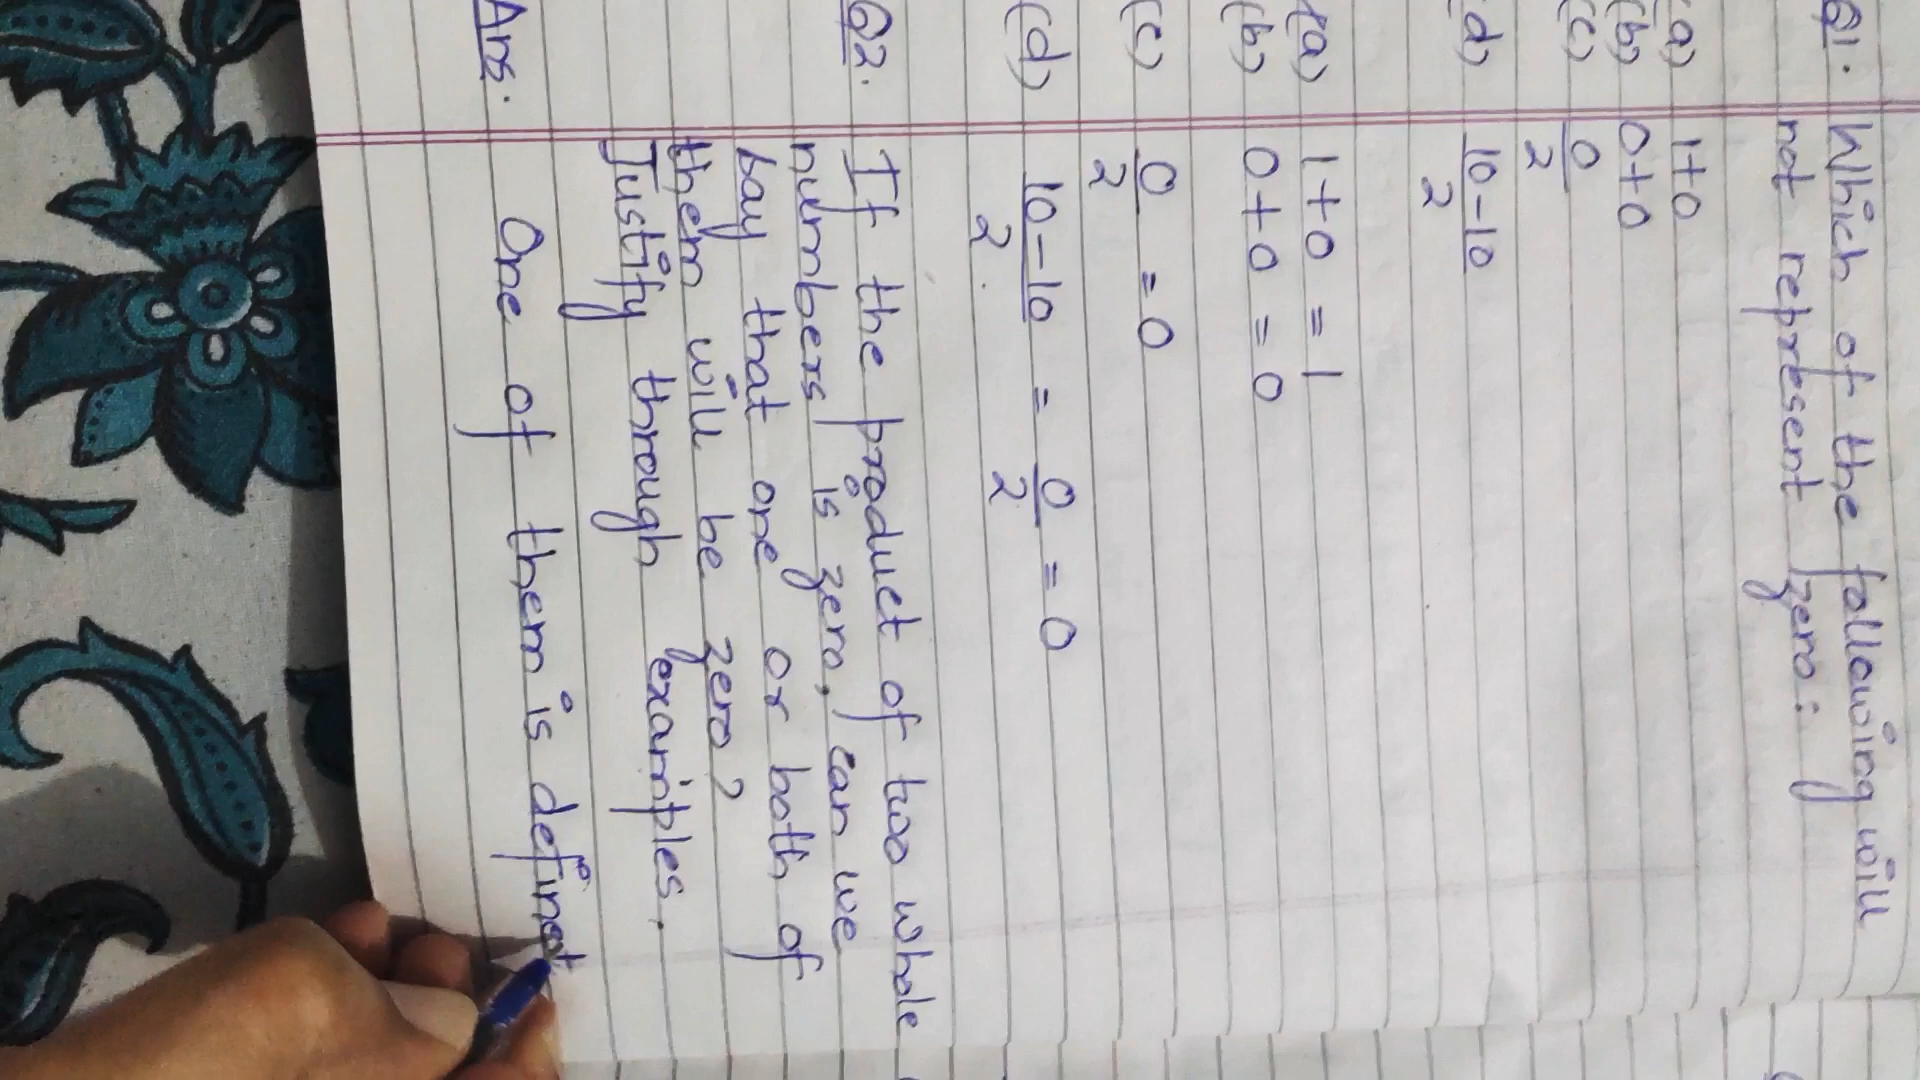 Q1. Which of the following will
not represent zero:
(a) 1+0
(b) 0+0
(c) 0/2
(d) 10-10/2
(a) 1+0 = 1
(b) 0+0 = 0
(c) 0/2 = 0
(d) 10-10/2 = 0/2 = 0
Q2. If the product of two whole
numbers is zero, can we
say that one or both of
them will be zero?
Justify through examples.
Ans. One of them is definet